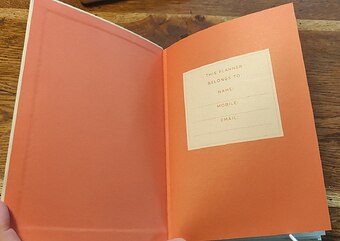 THIS PLANNER
BELONGS TO
NAME:
MOBILE:
EMAIL: